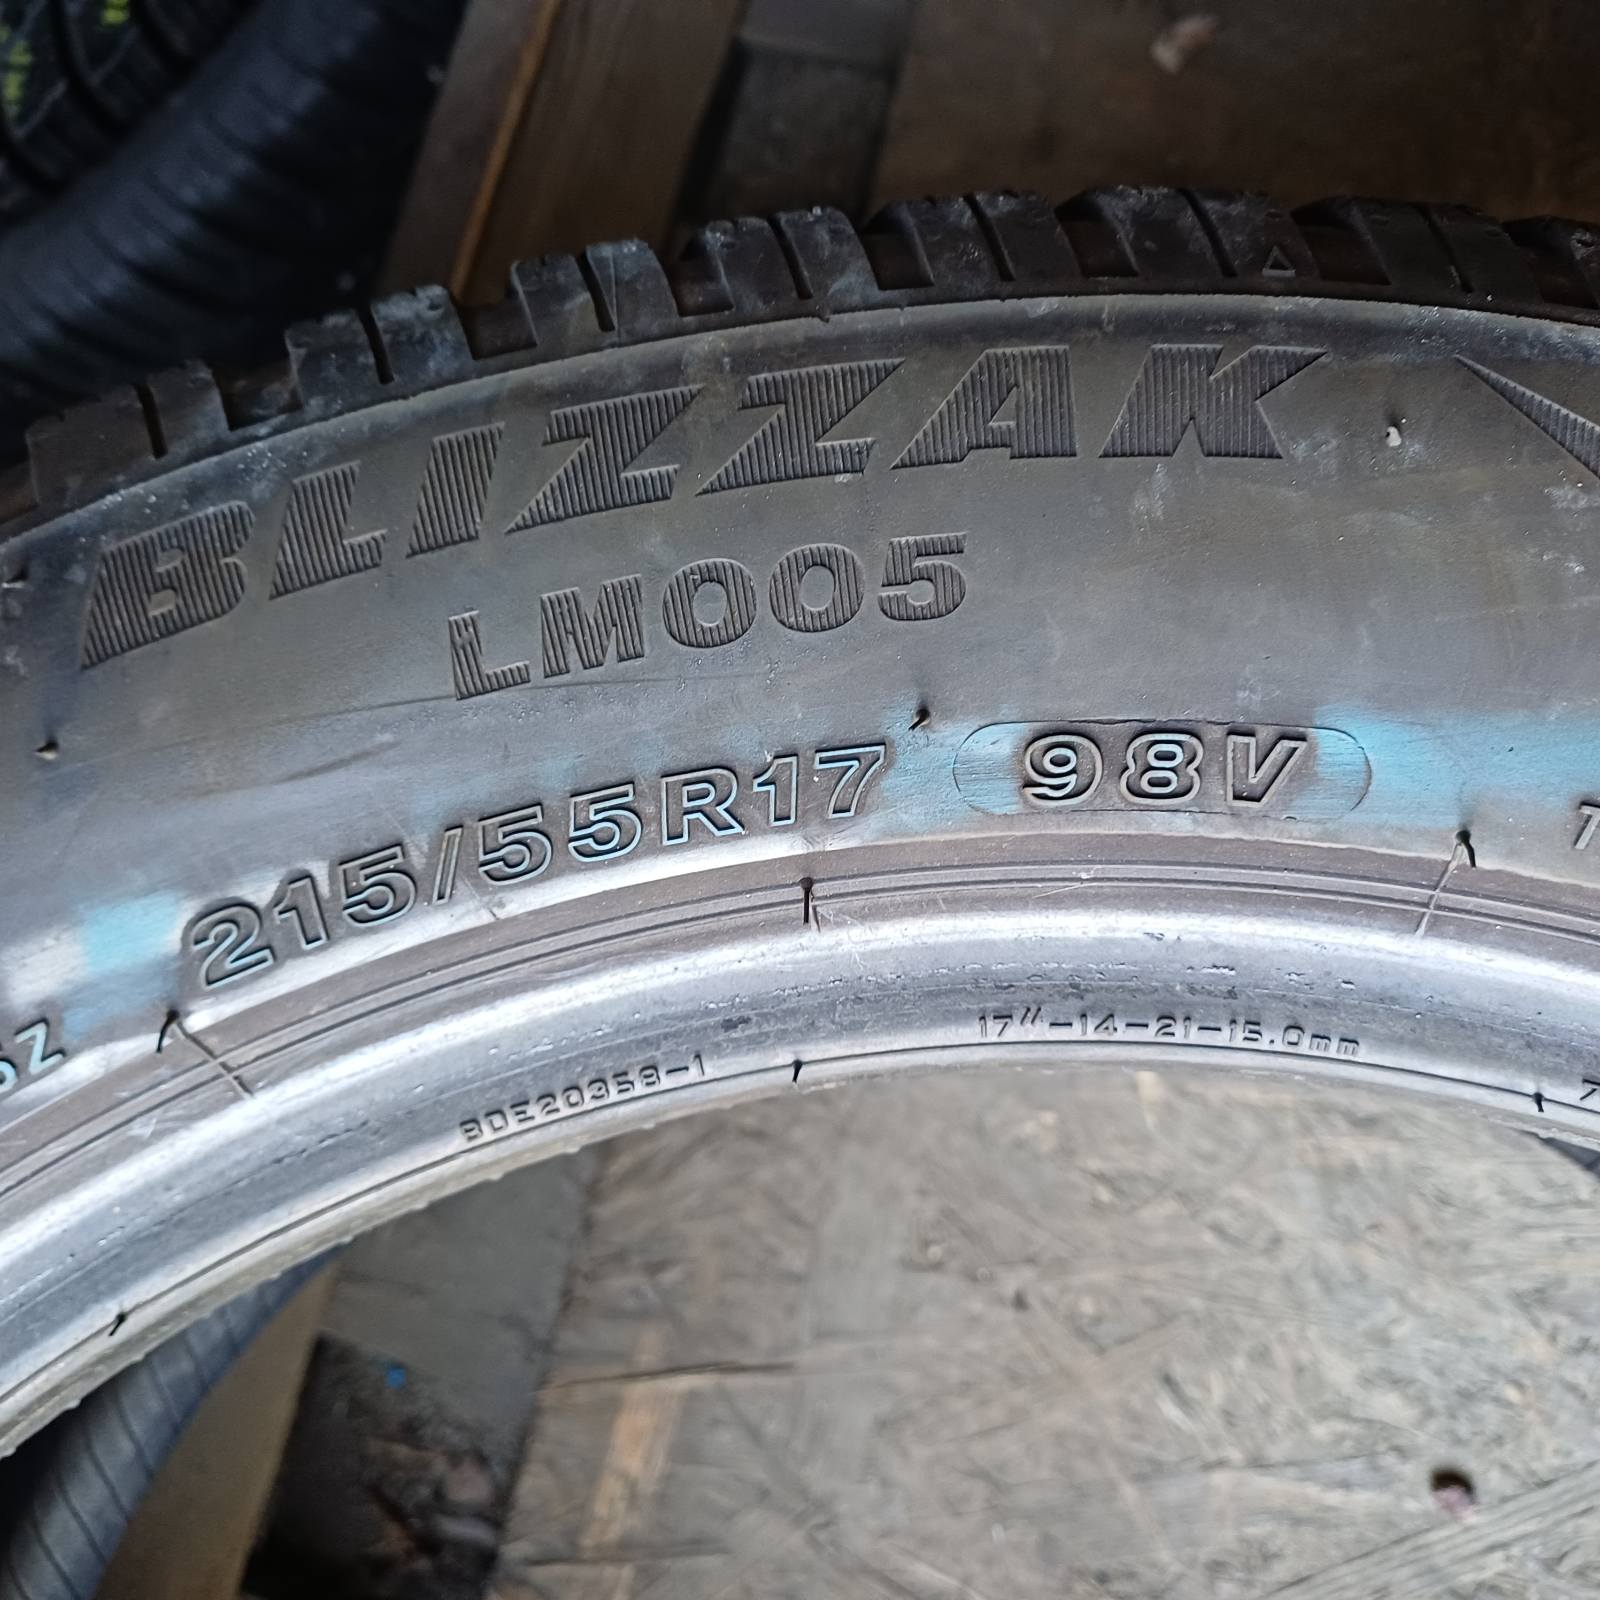 BLIZZAK
LM005
215/55R17 98V
BDE20358-1
17"-14-21-15.0mm